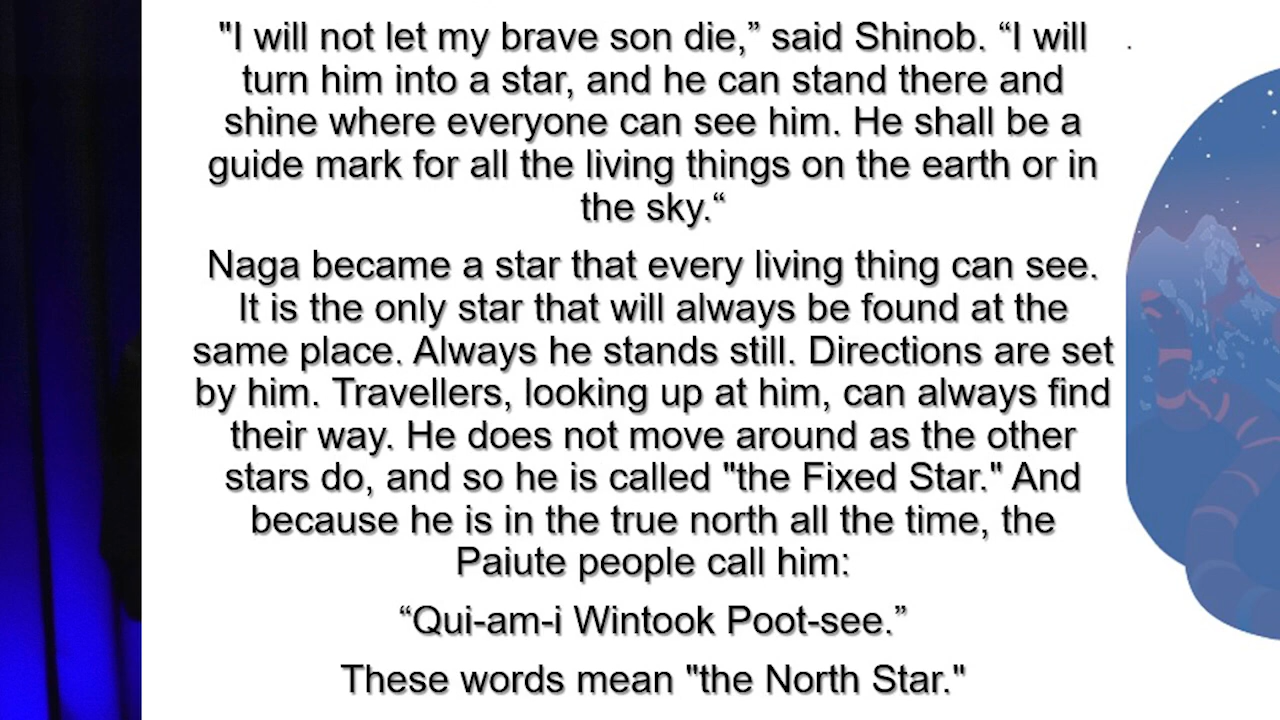 "I will not let my brave son die,” said Shinob. “I will
turn him into a star, and he can stand there and
shine where everyone can see him. He shall be a
guide mark for all the living things on the earth or in
the sky.“
Naga became a star that every living thing can see.
It is the only star that will always be found at the
same place. Always he stands still. Directions are set
by him. Travellers, looking up at him, can always find
their way. He does not move around as the other
stars do, and so he is called "the Fixed Star." And
because he is in the true north all the time, the
Paiute people call him:
“Qui-am-i Wintook Poot-see.”
These words mean "the North Star."